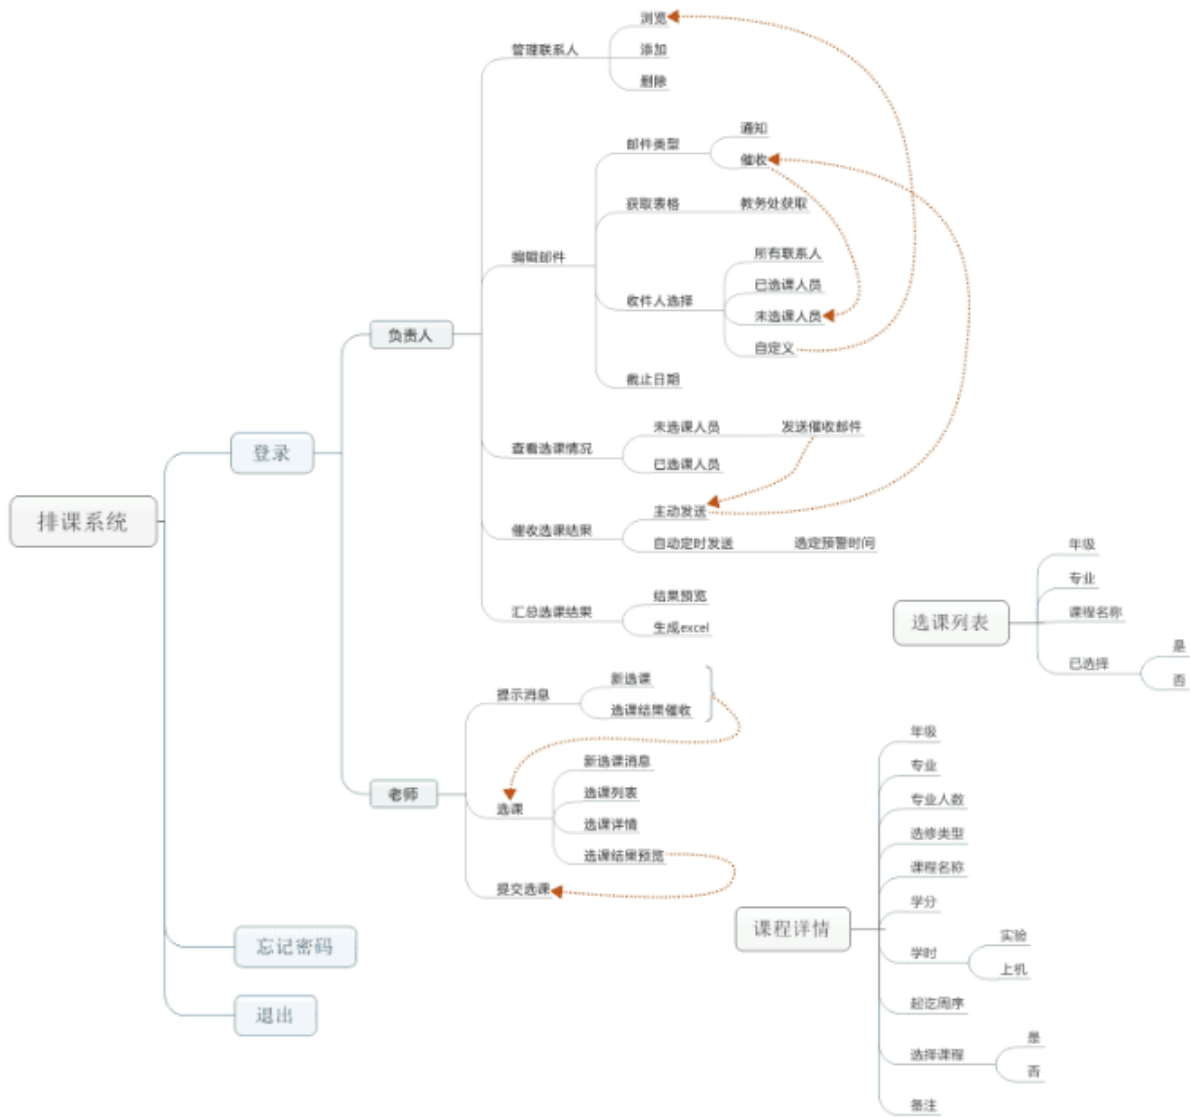 排课系统
登录
负责人
管理联系人
浏览
添加
删除
编辑邮件
邮件类型
通知
催收
获取表格
教务处获取
收件人选择
所有联系人
已选课人员
未选课人员
自定义
截止日期
查看选课情况
未选课人员
发送催收邮件
已选课人员
催收选课结果
主动发送
自动定时发送
选定预警时间
汇总选课结果
结果预览
生成excel
老师
提示消息
新选课
选课结果催收
选课
新选课消息
选课列表
选课详情
选课结果预览
提交选课
忘记密码
退出
选课列表
年级
专业
课程名称
已选择
是
否
课程详情
年级
专业
专业人数
选修类型
课程名称
学分
学时
实验
上机
起讫周序
选择课程
是
否
备注